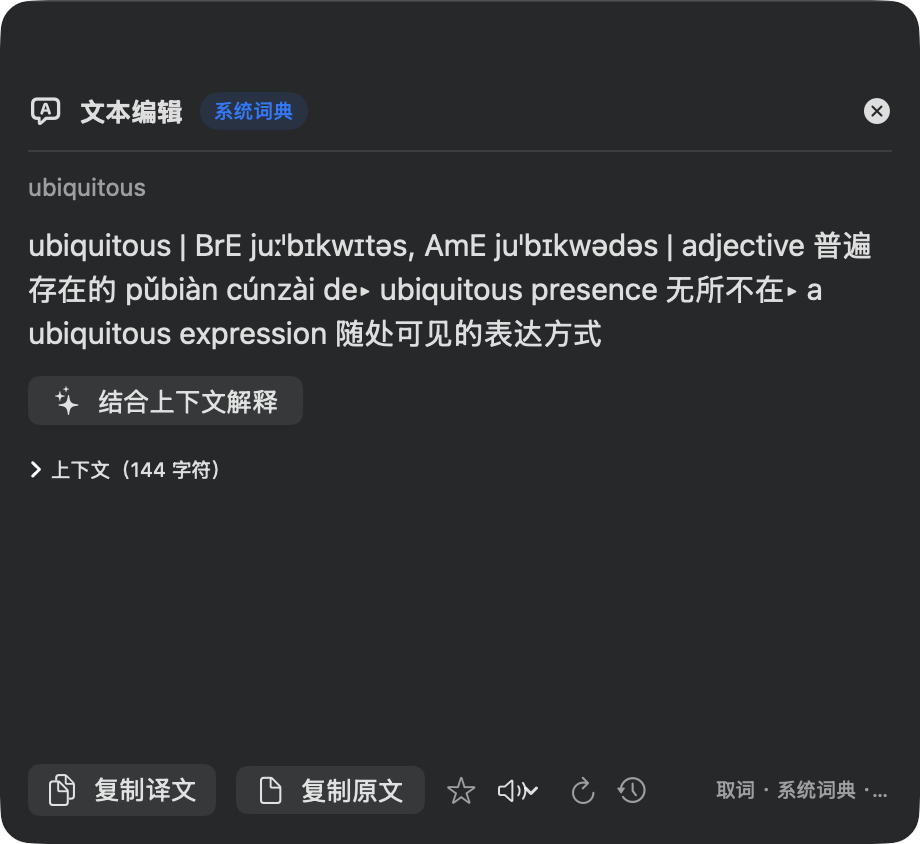 文本编辑 系统词典
ubiquitous
ubiquitous | BrE juːˈbɪkwɪtəs, AmE juˈbɪkwədəs | adjective 普遍
存在的 pǔbiàn cúnzài de▸ ubiquitous presence 无所不在▸ a
ubiquitous expression 随处可见的表达方式
结合上下文解释
上下文（144 字符）
复制译文 复制原文 取词 · 系统词典 ·...